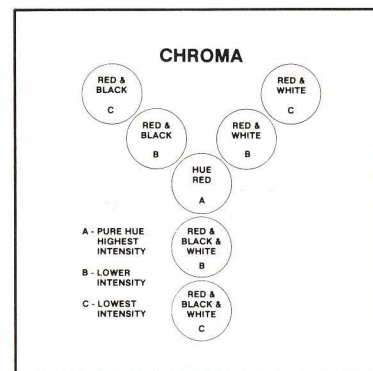 CHROMA
RED &
BLACK
C
RED &
WHITE
C
RED &
BLACK
B
RED &
WHITE
B
HUE
RED
A
A - PURE HUE
HIGHEST
INTENSITY
B - LOWER
INTENSITY
C - LOWEST
INTENSITY
RED &
BLACK &
WHITE
B
RED &
BLACK &
WHITE
C